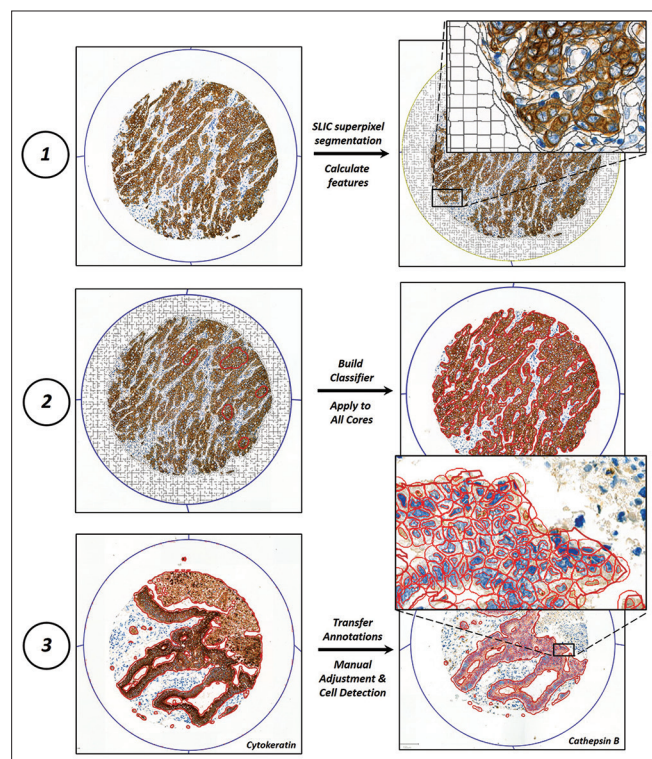 1
SLIC superpixel
segmentation
Calculate
features
2
Build
Classifier
Apply to
All Cores
3
Transfer
Annotations
Manual
Adjustment &
Cell Detection
Cytokeratin
Cathepsin B